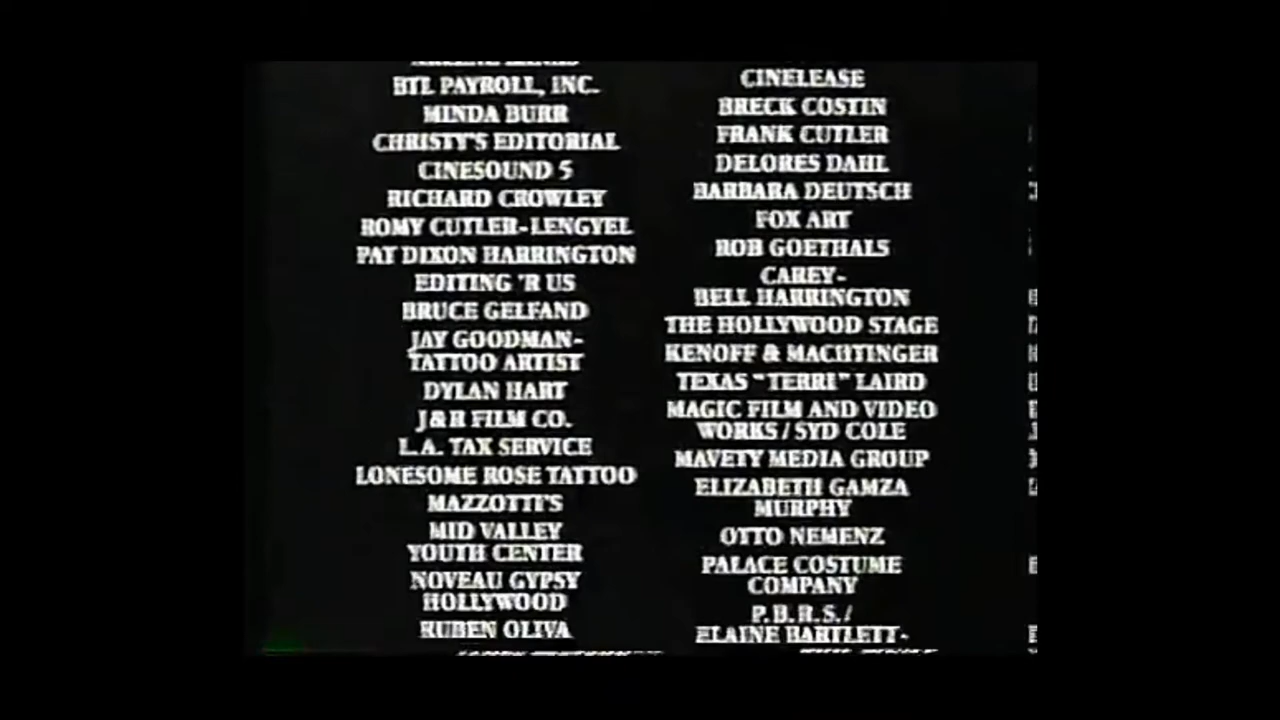 BTL PAYROLL, INC.
MINDA BURR
CHRISTY'S EDITORIAL
CINESOUND 5
RICHARD CROWLEY
ROMY CUTLER-LENGYEL
PAT DIXON HARRINGTON
EDITING 'R US
BRUCE GELFAND
JAY GOODMAN-
TATTOO ARTIST
DYLAN HART
J&R FILM CO.
L.A. TAX SERVICE
LONESOME ROSE TATTOO
MAZZOTTI'S
MID VALLEY
YOUTH CENTER
NOVEAU GYPSY
HOLLYWOOD
RUBEN OLIVA
CINELEASE
BRECK COSTIN
FRANK CUTLER
DELORES DAHL
BARBARA DEUTSCH
FOX ART
ROB GOETHALS
CAREY-
BELL HARRINGTON
THE HOLLYWOOD STAGE
KENOFF & MACHTINGER
TEXAS "TERRI" LAIRD
MAGIC FILM AND VIDEO
WORKS / SYD COLE
MAVETY MEDIA GROUP
ELIZABETH GAMZA
MURPHY
OTTO NEMENZ
PALACE COSTUME
COMPANY
P.B.R.S./
ELAINE BARTLETT-